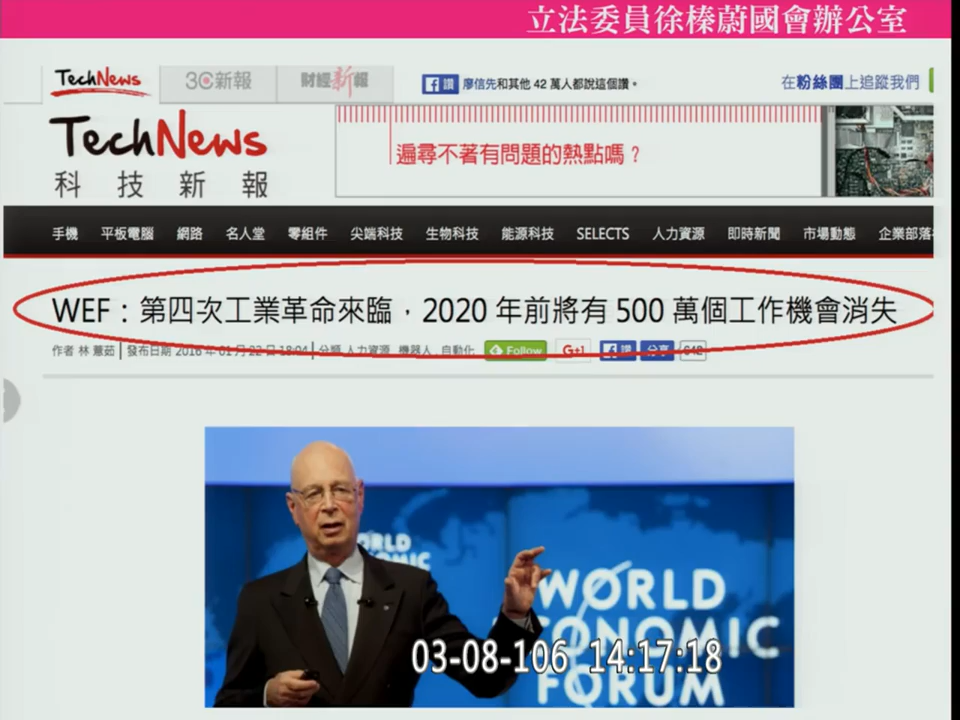 立法委員徐榛蔚國會辦公室
TechNews 3C新報 財經新報 讚 廖信先和其他 42 萬人都說這個讚。 在粉絲團上追蹤我們
TechNews
科技新報
遍尋不著有問題的熱點嗎？
手機 平板電腦 網路 名人堂 零組件 尖端科技 生物科技 能源科技 SELECTS 人力資源 即時新聞 市場動態 企業部落
WEF：第四次工業革命來臨，2020 年前將有 500 萬個工作機會消失
作者 林 薏茹 | 發布日期 2016 年 01 月 22 日 18:04 | 分類 人力資源 機器人 自動化 Follow G+1 讚 分享 642
WORLD
ECONOMIC
WORLD
ECONOMIC
FORUM
03-08-106 14:17:18